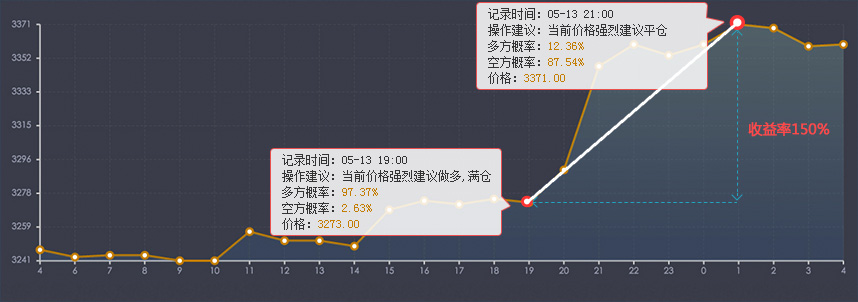 记录时间：05-13 21:00
操作建议：当前价格强烈建议平仓
多方概率：12.36%
空方概率：87.54%
价格：3371.00
收益率150%
记录时间：05-13 19:00
操作建议：当前价格强烈建议做多,满仓
多方概率：97.37%
空方概率：2.63%
价格：3273.00
3371
3352
3333
3315
3296
3278
3259
3241
4 5 6 7 8 9 10 11 12 13 14 15 16 17 18 19 20 21 22 23 0 1 2 3 4